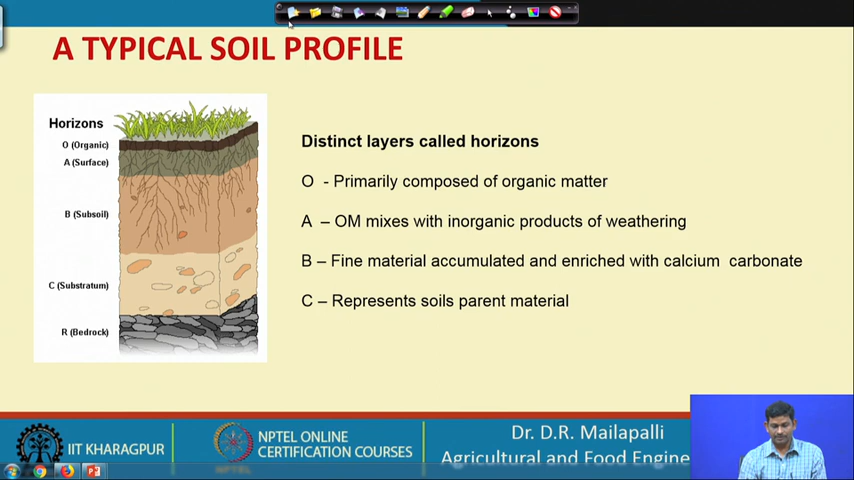 A TYPICAL SOIL PROFILE
Horizons
O (Organic)
A (Surface)
B (Subsoil)
C (Substratum)
R (Bedrock)
Distinct layers called horizons
O - Primarily composed of organic matter
A – OM mixes with inorganic products of weathering
B – Fine material accumulated and enriched with calcium carbonate
C – Represents soils parent material
IIT KHARAGPUR
NPTEL ONLINE
CERTIFICATION COURSES
NPTEL
Dr. D.R. Mailapalli
Agricultural and Food Engine